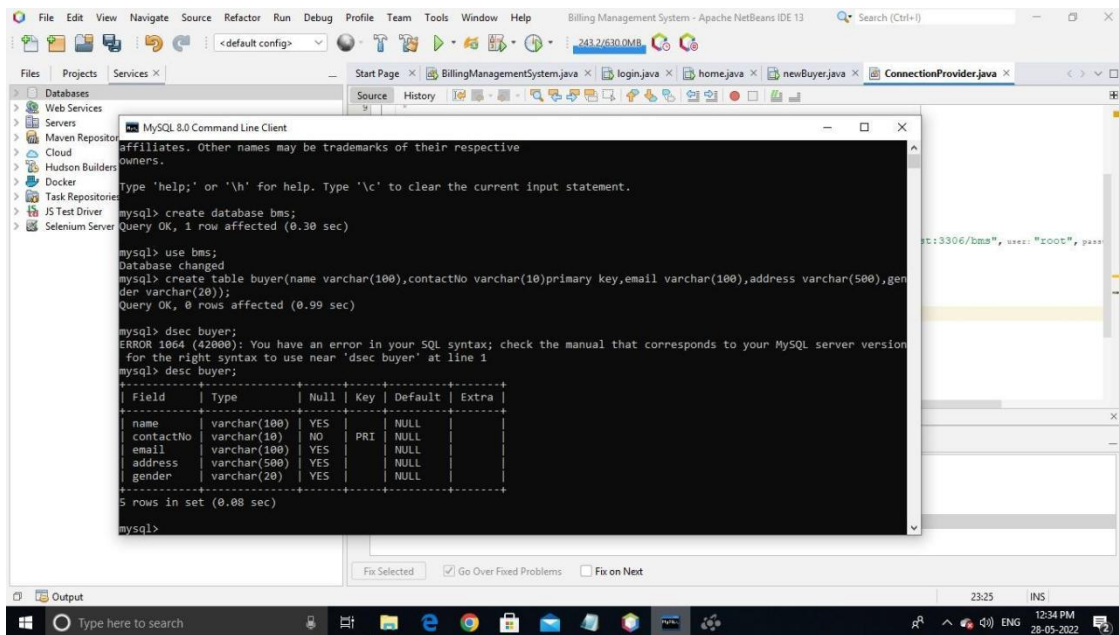 File Edit View Navigate Source Refactor Run Debug Profile Team Tools Window Help Billing Management System - Apache NetBeans IDE 13 Search (Ctrl+I)
<default config> 243.2/630.0MB
Files Projects Services × Start Page × BillingManagementSystem.java × login.java × home.java × newBuyer.java × ConnectionProvider.java ×
Databases
Source History
Web Services
9
Servers
Maven Repositor
Cloud
Hudson Builders
Docker
Task Repositories
JS Test Driver
Selenium Server
MySQL 8.0 Command Line Client
affiliates. Other names may be trademarks of their respective
owners.
Type 'help;' or '\h' for help. Type '\c' to clear the current input statement.
mysql> create database bms;
Query OK, 1 row affected (0.30 sec)
mysql> use bms;
Database changed
mysql> create table buyer(name varchar(100),contactNo varchar(10)primary key,email varchar(100),address varchar(500),gen
der varchar(20));
Query OK, 0 rows affected (0.99 sec)
mysql> dsec buyer;
ERROR 1064 (42000): You have an error in your SQL syntax; check the manual that corresponds to your MySQL server version
for the right syntax to use near 'dsec buyer' at line 1
mysql> desc buyer;
+-----------+--------------+------+-----+---------+-------+
| Field | Type | Null | Key | Default | Extra |
+-----------+--------------+------+-----+---------+-------+
| name | varchar(100) | YES | | NULL | |
| contactNo | varchar(10) | NO | PRI | NULL | |
| email | varchar(100) | YES | | NULL | |
| address | varchar(500) | YES | | NULL | |
| gender | varchar(20) | YES | | NULL | |
+-----------+--------------+------+-----+---------+-------+
5 rows in set (0.08 sec)
mysql>
st:3306/bms", user: "root", pass
Fix Selected Go Over Fixed Problems Fix on Next
Output 23:25 INS
Type here to search ENG 12:34 PM
28-05-2022